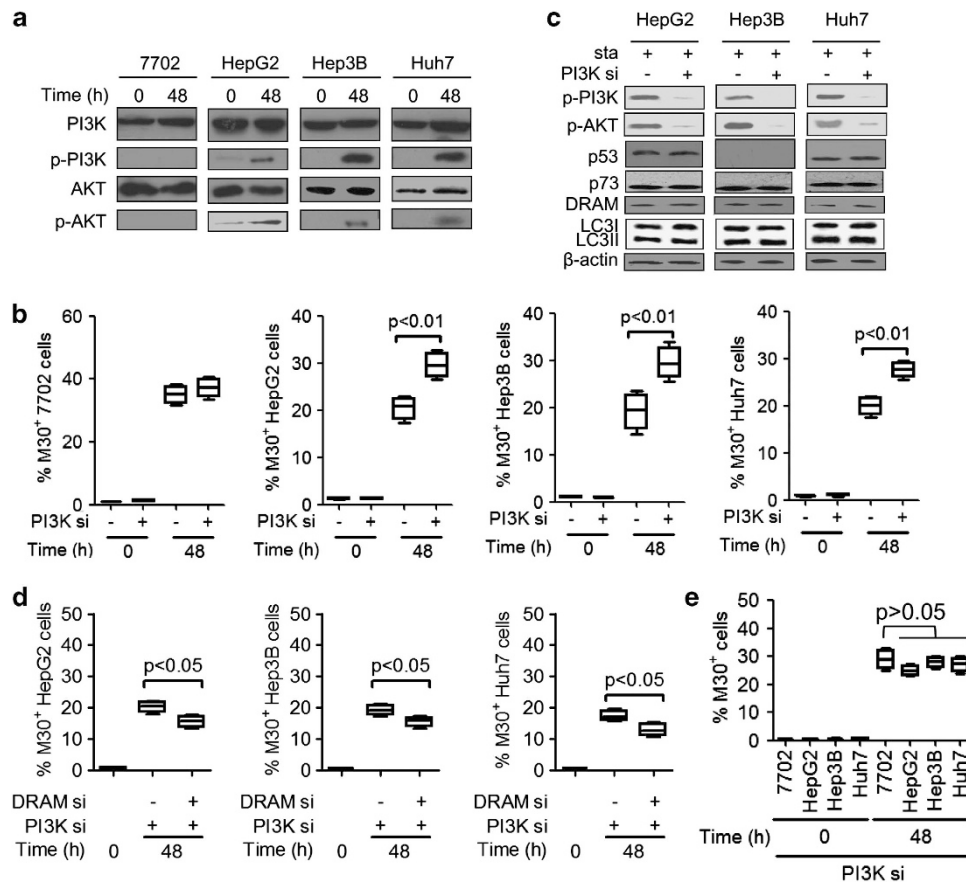 a
7702 HepG2 Hep3B Huh7
Time (h) 0 48 0 48 0 48 0 48
PI3K
p-PI3K
AKT
p-AKT
c
HepG2 Hep3B Huh7
sta + + + + + +
PI3K si - + - + - +
p-PI3K
p-AKT
p53
p73
DRAM
LC3I
LC3II
β-actin
b
% M30+ 7702 cells
60
40
20
0
PI3K si - + - +
Time (h) 0 48
% M30+ HepG2 cells
40
30
20
10
0
p<0.01
PI3K si - + - +
Time (h) 0 48
% M30+ Hep3B cells
40
30
20
10
0
p<0.01
PI3K si - + - +
Time (h) 0 48
% M30+ Huh7 cells
40
30
20
10
0
p<0.01
PI3K si - + - +
Time (h) 0 48
d
% M30+ HepG2 cells
50
40
30
20
10
0
p<0.05
DRAM si - +
PI3K si + +
Time (h) 0 48
% M30+ Hep3B cells
50
40
30
20
10
0
p<0.05
DRAM si - +
PI3K si + +
Time (h) 0 48
% M30+ Huh7 cells
50
40
30
20
10
0
p<0.05
DRAM si - +
PI3K si + +
Time (h) 0 48
e
% M30+ cells
50
40
30
20
10
0
p>0.05
7702 HepG2 Hep3B Huh7 7702 HepG2 Hep3B Huh7
Time (h) 0 48
PI3K si